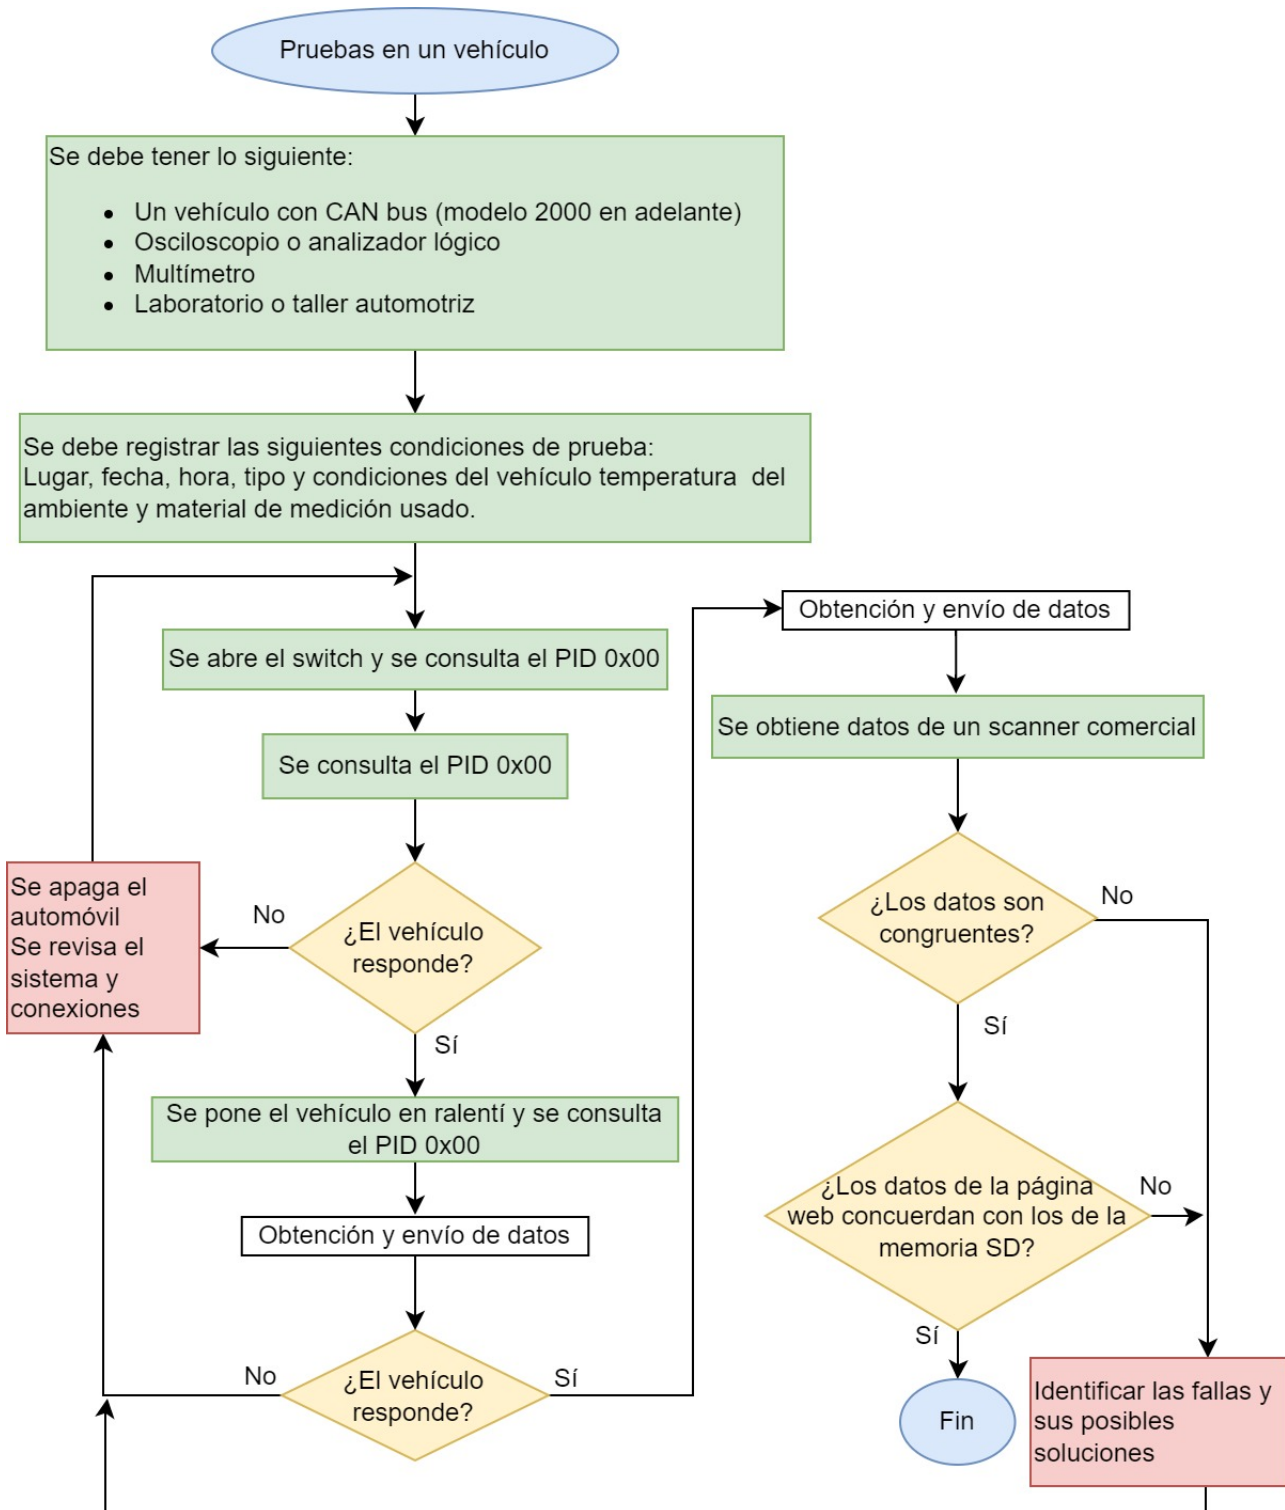 Pruebas en un vehículo
Se debe tener lo siguiente:
• Un vehículo con CAN bus (modelo 2000 en adelante)
• Osciloscopio o analizador lógico
• Multímetro
• Laboratorio o taller automotriz
Se debe registrar las siguientes condiciones de prueba:
Lugar, fecha, hora, tipo y condiciones del vehículo temperatura del
ambiente y material de medición usado.
Se abre el switch y se consulta el PID 0x00
Se consulta el PID 0x00
¿El vehículo
responde?
No
Se apaga el
automóvil
Se revisa el
sistema y
conexiones
Sí
Se pone el vehículo en ralentí y se consulta
el PID 0x00
Obtención y envío de datos
¿El vehículo
responde?
No
Sí
Obtención y envío de datos
Se obtiene datos de un scanner comercial
¿Los datos son
congruentes?
No
Sí
¿Los datos de la página
web concuerdan con los de la
memoria SD?
No
Sí
Fin
Identificar las fallas y
sus posibles
soluciones